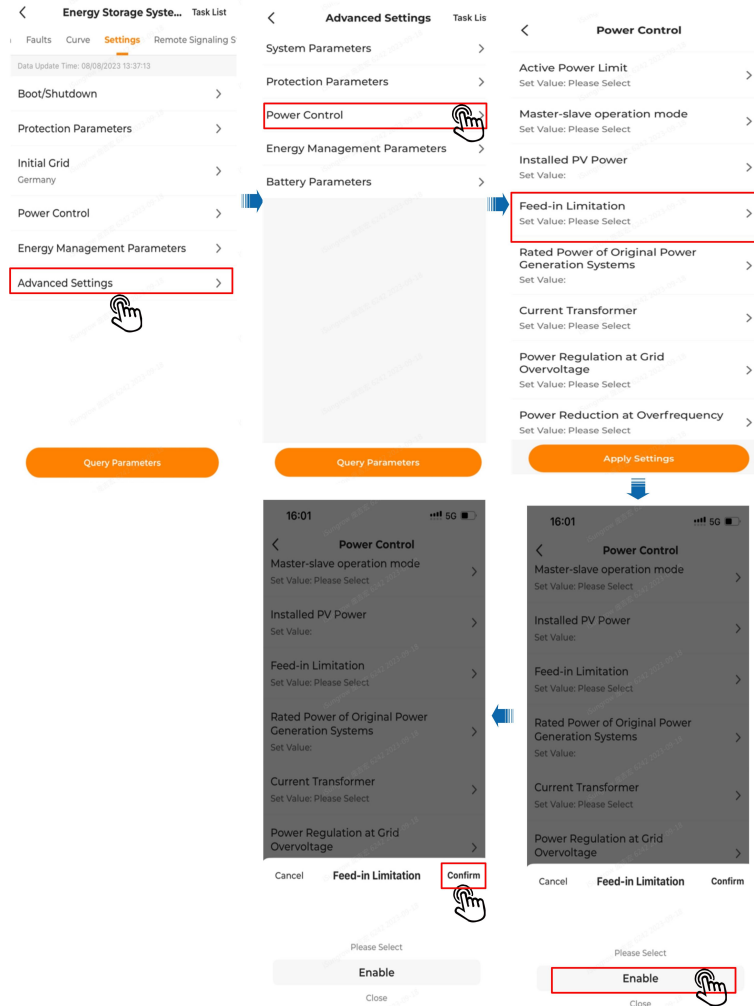 Energy Storage Syste... Task List
Faults Curve Settings Remote Signaling S
Data Update Time: 08/08/2023 13:37:13
Boot/Shutdown
Protection Parameters
Initial Grid
Germany
Power Control
Energy Management Parameters
Advanced Settings
Query Parameters
Advanced Settings Task Lis
System Parameters
Protection Parameters
Power Control
Energy Management Parameters
Battery Parameters
Query Parameters
Power Control
Active Power Limit
Set Value: Please Select
Master-slave operation mode
Set Value: Please Select
Installed PV Power
Set Value:
Feed-in Limitation
Set Value: Please Select
Rated Power of Original Power
Generation Systems
Set Value:
Current Transformer
Set Value: Please Select
Power Regulation at Grid
Overvoltage
Set Value: Please Select
Power Reduction at Overfrequency
Set Value: Please Select
Apply Settings
16:01 5G
Power Control
Master-slave operation mode
Set Value: Please Select
Installed PV Power
Set Value:
Feed-in Limitation
Set Value: Please Select
Rated Power of Original Power
Generation Systems
Set Value:
Current Transformer
Set Value: Please Select
Power Regulation at Grid
Overvoltage
Cancel Feed-in Limitation Confirm
Please Select
Enable
Close
16:01 5G
Power Control
Master-slave operation mode
Set Value: Please Select
Installed PV Power
Set Value:
Feed-in Limitation
Set Value: Please Select
Rated Power of Original Power
Generation Systems
Set Value:
Current Transformer
Set Value: Please Select
Power Regulation at Grid
Overvoltage
Cancel Feed-in Limitation Confirm
Please Select
Enable
Close